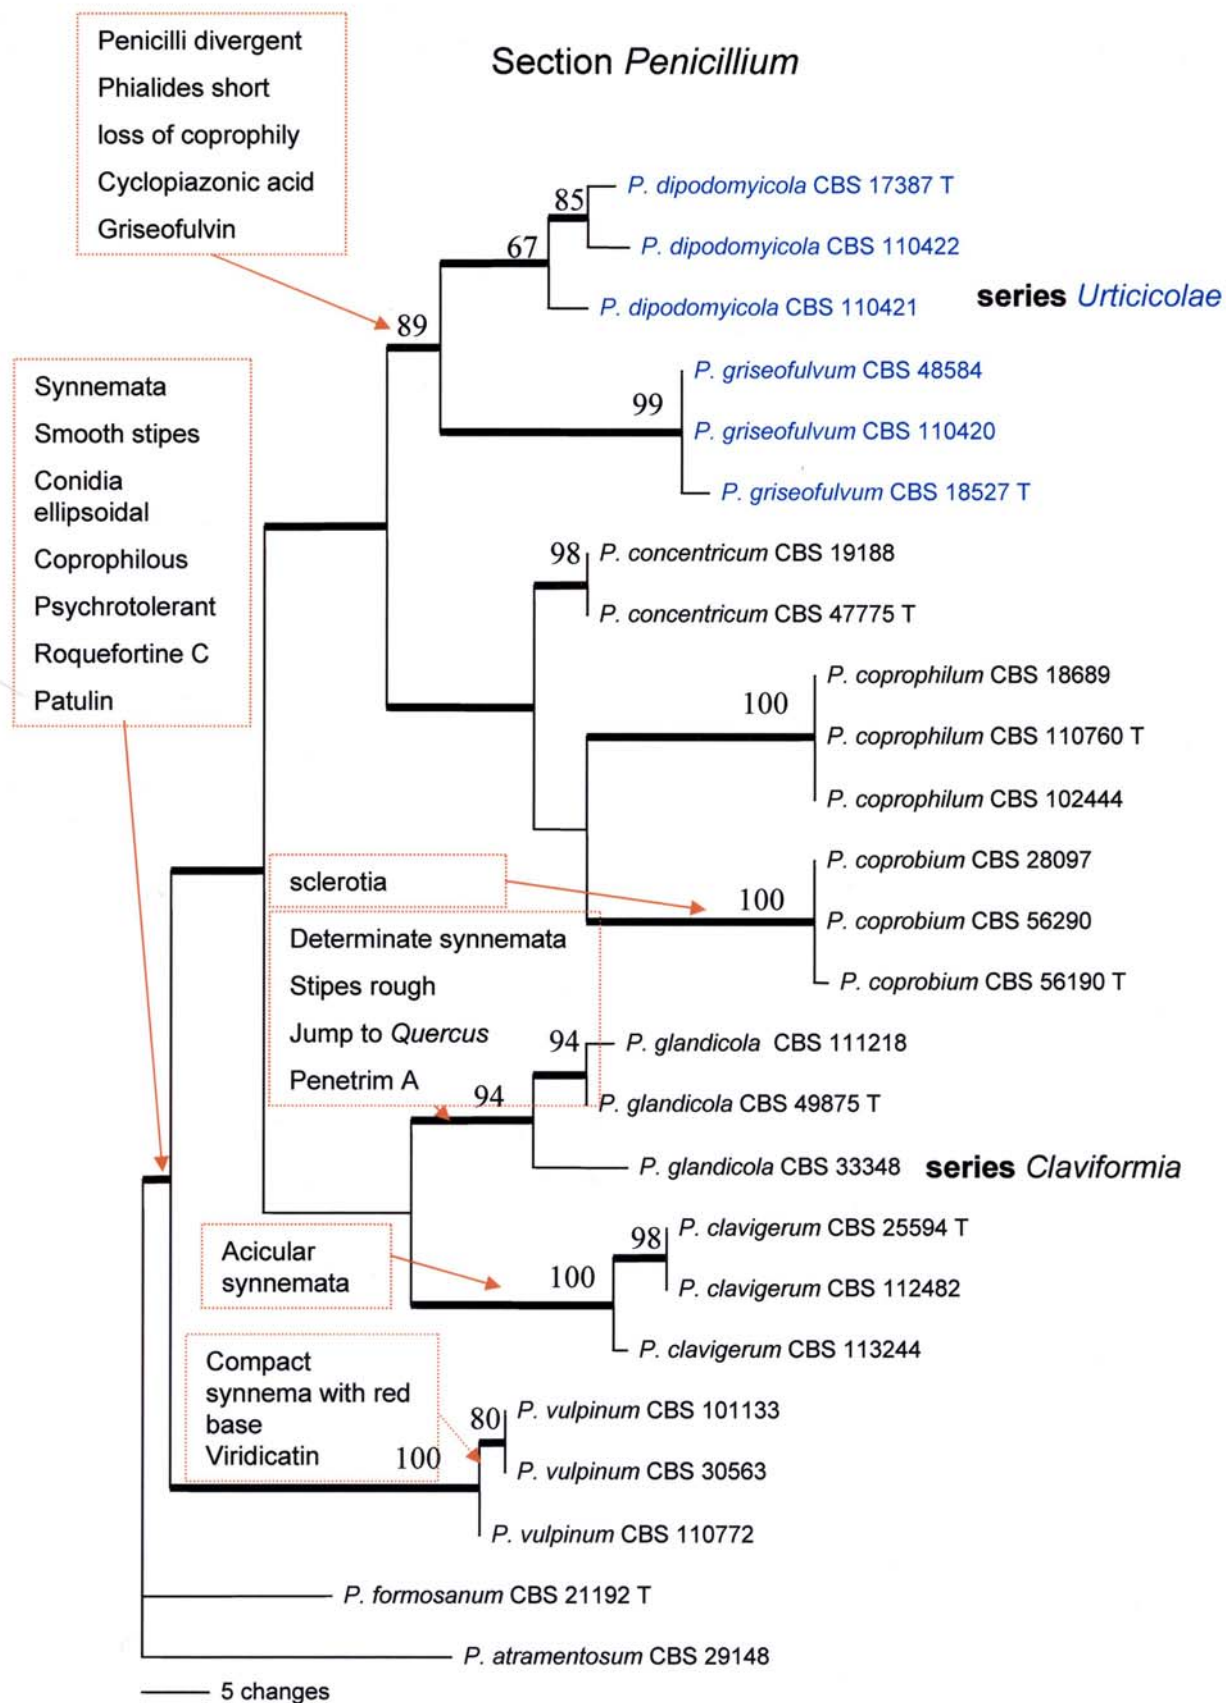 Section Penicillium
Penicilli divergent
Phialides short
loss of coprophily
Cyclopiazonic acid
Griseofulvin
85
P. dipodomyicola CBS 17387 T
67
P. dipodomyicola CBS 110422
P. dipodomyicola CBS 110421
series Urticicolae
89
P. griseofulvum CBS 48584
99
P. griseofulvum CBS 110420
P. griseofulvum CBS 18527 T
Synnemata
Smooth stipes
Conidia
ellipsoidal
Coprophilous
Psychrotolerant
Roquefortine C
Patulin
98
P. concentricum CBS 19188
P. concentricum CBS 47775 T
P. coprophilum CBS 18689
100
P. coprophilum CBS 110760 T
P. coprophilum CBS 102444
sclerotia
P. coprobium CBS 28097
100
P. coprobium CBS 56290
P. coprobium CBS 56190 T
Determinate synnemata
Stipes rough
Jump to Quercus
Penetrim A
94
P. glandicola CBS 111218
94
P. glandicola CBS 49875 T
P. glandicola CBS 33348
series Claviformia
Acicular
synnemata
98
P. clavigerum CBS 25594 T
100
P. clavigerum CBS 112482
P. clavigerum CBS 113244
Compact
synnema with red
base
Viridicatin
80
P. vulpinum CBS 101133
100
P. vulpinum CBS 30563
P. vulpinum CBS 110772
P. formosanum CBS 21192 T
P. atramentosum CBS 29148
5 changes